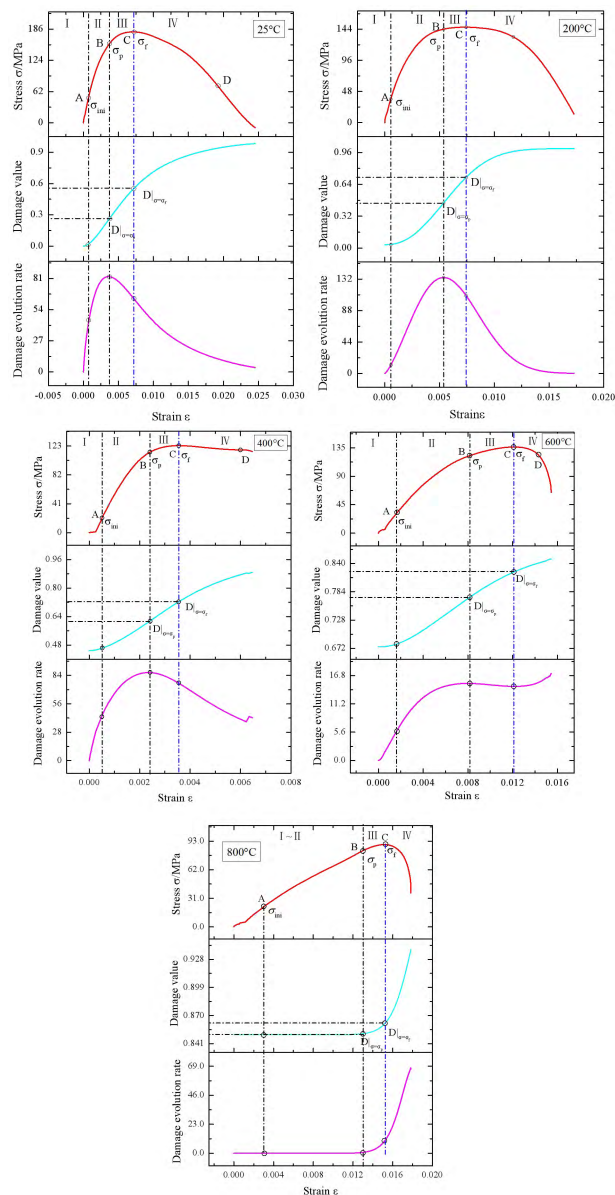 I II III IV
25°C
186
124
62
0
Stress σ/MPa
A
B
C
D
σini
σp
σf
0.9
0.6
0.3
0.0
Damage value
D|σ=σf
D|σ=σp
81
54
27
0
Damage evolution rate
-0.005 0.000 0.005 0.010 0.015 0.020 0.025 0.030
Strain ε
I II III IV
200°C
144
96
48
0
Stress σ/MPa
A
B
C
σini
σp
σf
0.96
0.64
0.32
0.00
Damage value
D|σ=σf
D|σ=σp
132
88
44
0
Damage evolution rate
0.000 0.005 0.010 0.015 0.020
Strainε
I II III IV
400°C
123
82
41
0
Stress σ/MPa
A
B
C
D
σini
σp
σf
0.96
0.80
0.64
0.48
Damage value
D|σ=σf
D|σ=σp
84
56
28
0
Damage evolution rate
0.000 0.002 0.004 0.006 0.008
Strain ε
I II III IV
600°C
135
90
45
0
Stress σ/MPa
A
B
C
D
σini
σp
σf
0.840
0.784
0.728
0.672
Damage value
D|σ=σf
D|σ=σp
16.8
11.2
5.6
0.0
Damage evolution rate
0.000 0.004 0.008 0.012 0.016
Strain ε
I ~ II III IV
800°C
93.0
62.0
31.0
0.0
Stress σ/MPa
A
B
C
σini
σp
σf
0.928
0.899
0.870
0.841
Damage value
D|σ=σp
D|σ=σf
69.0
46.0
23.0
0.0
Damage evolution rate
0.000 0.004 0.008 0.012 0.016 0.020
Strain ε